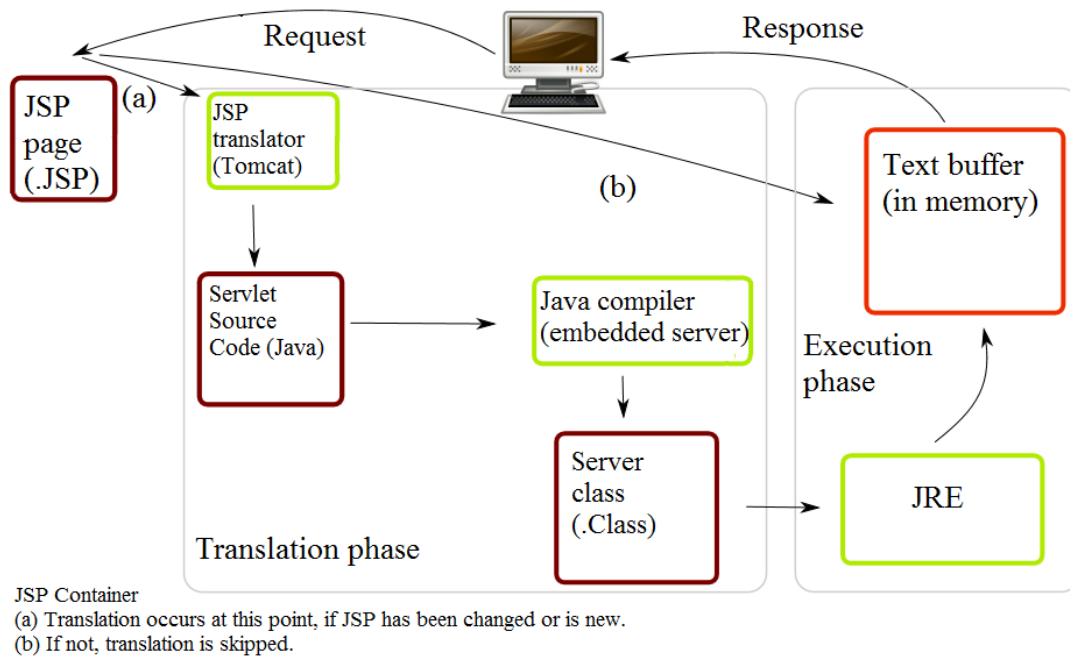 Request
Response
JSP
page
(.JSP)
(a)
JSP
translator
(Tomcat)
(b)
Text buffer
(in memory)
Servlet
Source
Code (Java)
Java compiler
(embedded server)
Execution
phase
Server
class
(.Class)
JRE
Translation phase
JSP Container
(a) Translation occurs at this point, if JSP has been changed or is new.
(b) If not, translation is skipped.